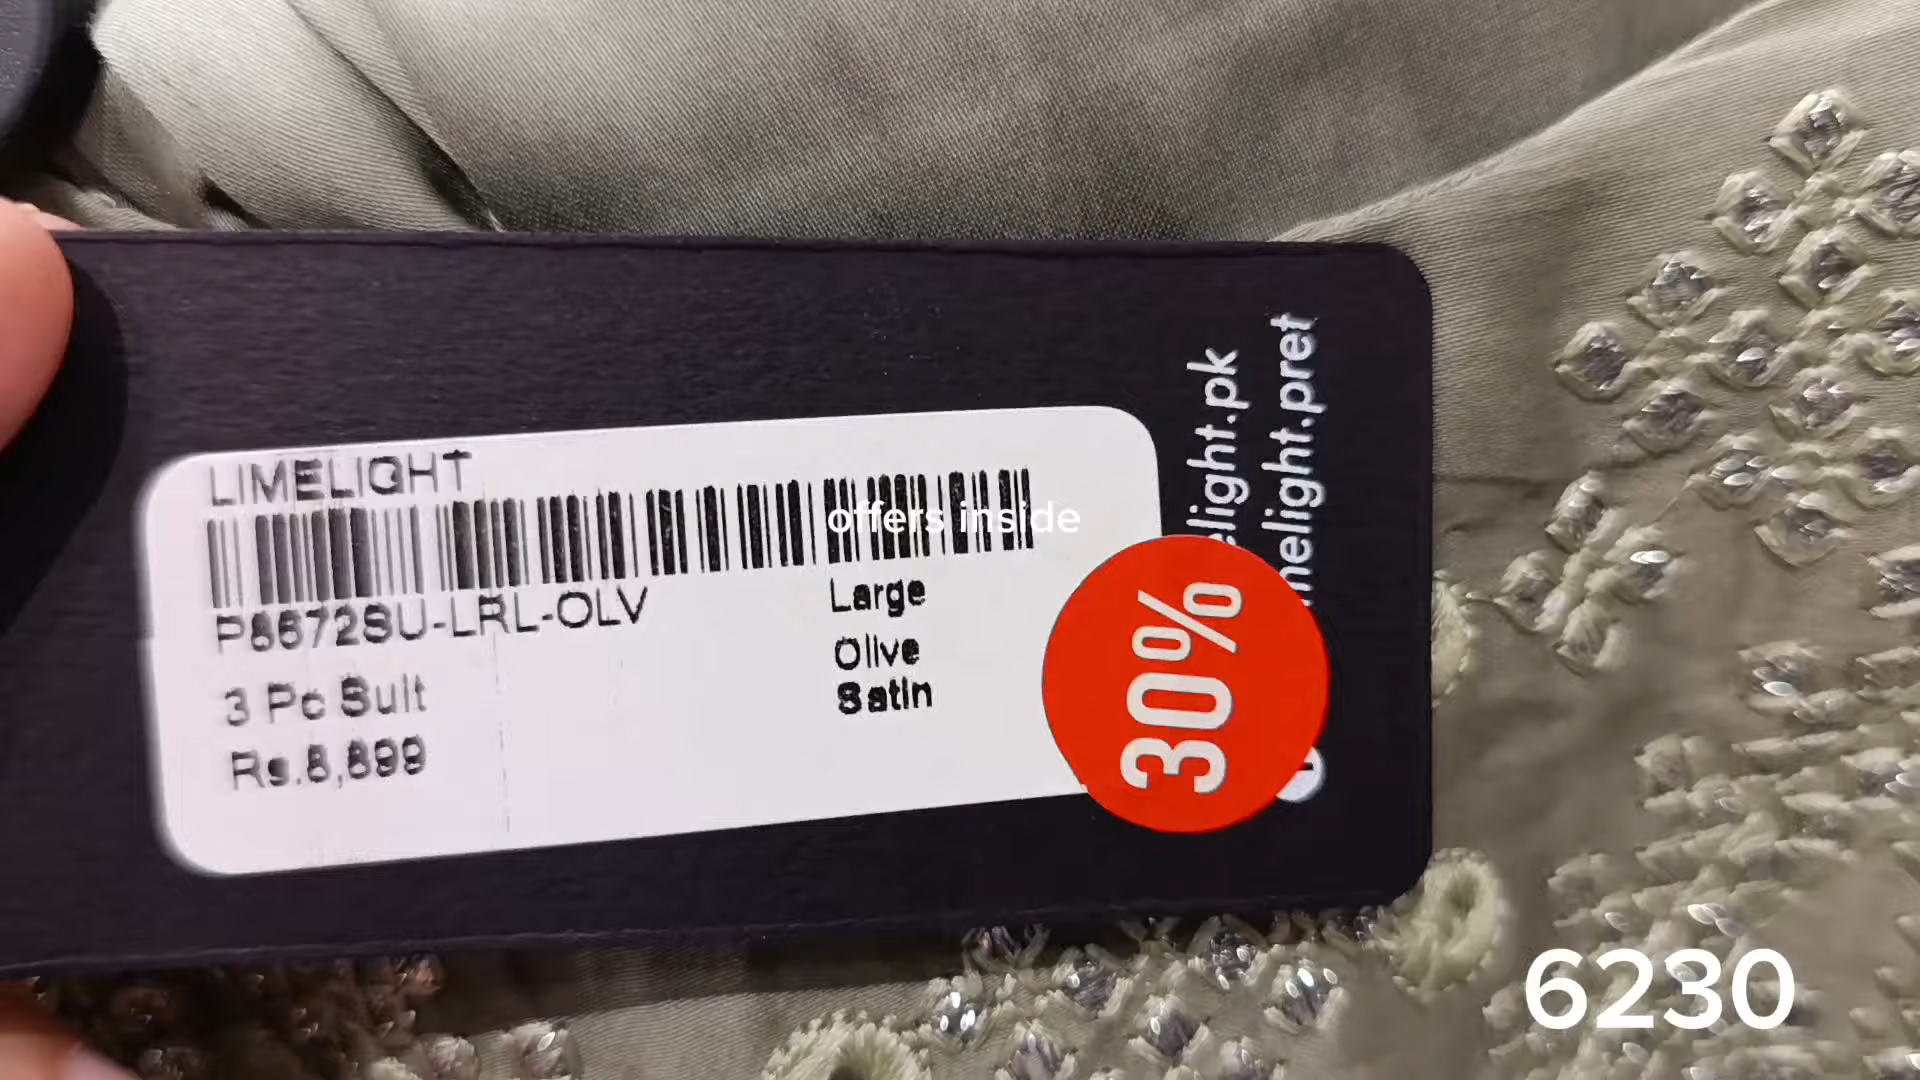 LIMELIGHT
offers inside
P8672SU-LRL-OLV
Large
3 Pc Suit
Olive
Satin
Rs.8,899
elight.pk
melight.pret
30%
6230